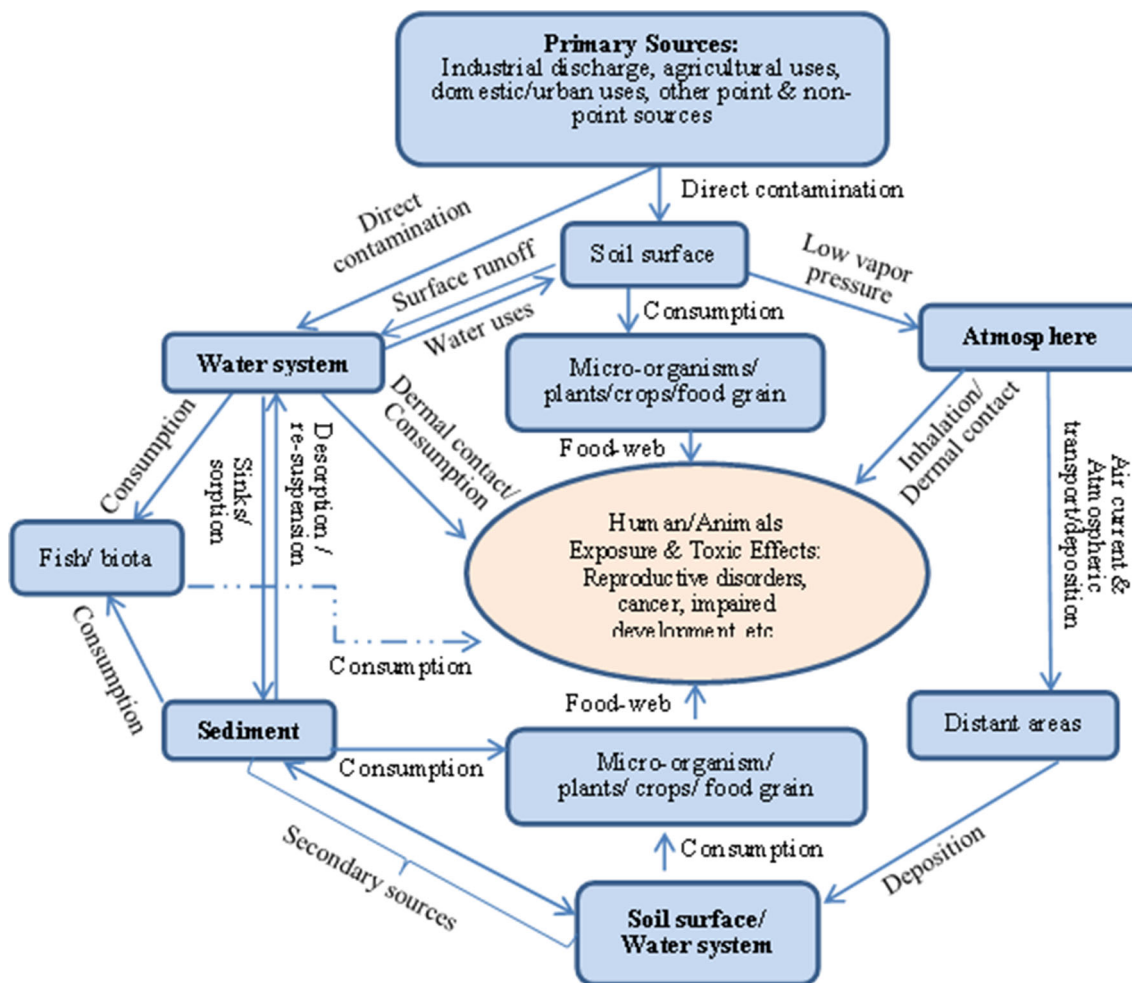 Primary Sources:
Industrial discharge, agricultural uses,
domestic/urban uses, other point & non-
point sources
Direct
contamination
Direct contamination
Soil surface
Low vapor
pressure
Surface runoff
Water uses
Consumption
Water system
Atmosphere
Micro-organisms/
plants/crops/food grain
Dermal contact/
Consumption
Food-web
Inhalation/
Dermal contact
Air current &
Atmospheric
transport/deposition
Consumption
Sinks/
sorption
Desorption /
re-suspension
Human/Animals
Exposure & Toxic Effects:
Reproductive disorders,
cancer, impaired
development etc
Fish/ biota
Consumption
Consumption
Food-web
Sediment
Distant areas
Consumption
Micro-organism/
plants/ crops/ food grain
Secondary sources
Consumption
Deposition
Soil surface/
Water system